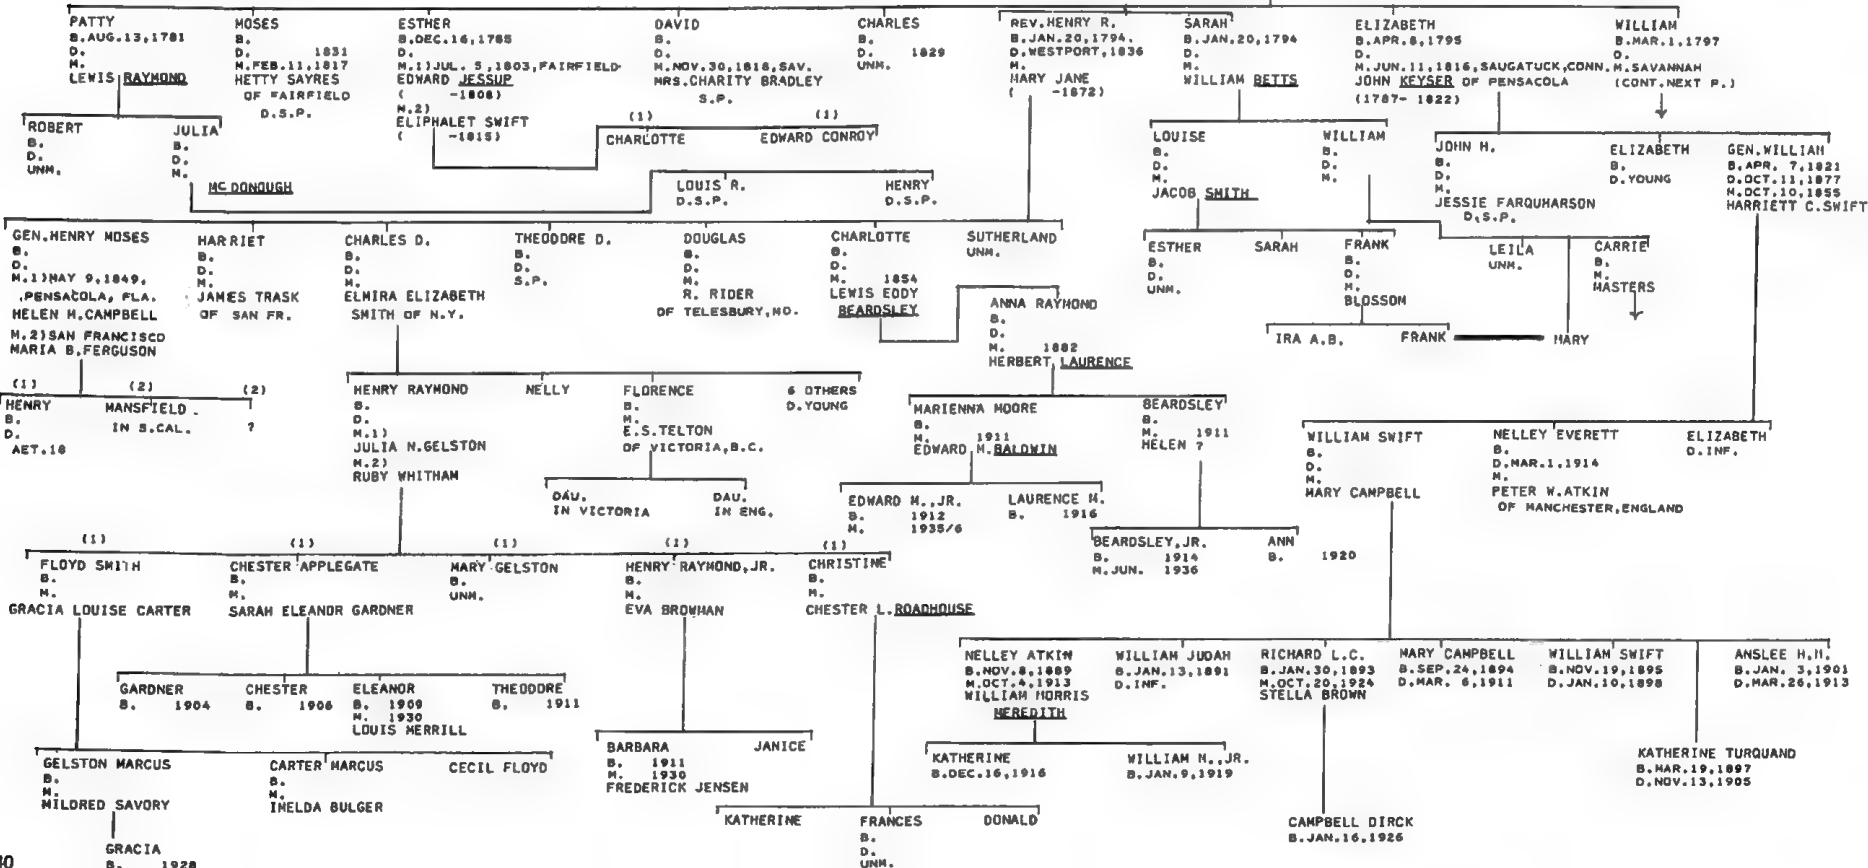 PATTY
B.AUG.13,1781
D.
M.
LEWIS RAYMOND
MOSES
B.
D. 1831
M.FEB.11,1817
HETTY SAYRES
OF FAIRFIELD
D.S.P.
ESTHER
B.DEC.16,1785
D.
M.1)JUL. 5,1803,FAIRFIELD
EDWARD JESSUP
( -1808)
M.2)
ELIPHALET SWIFT
( -1815)
DAVID
B.
D.
M.NOV.30,1818,SAV.
MRS.CHARITY BRADLEY
S.P.
CHARLES
B.
D. 1829
UNM.
REV.HENRY R.
B.JAN.20,1794.
D.WESTPORT,1836
M.
MARY JANE
( -1872)
SARAH
B.JAN.20,1794
D.
M.
WILLIAM BETTS
ELIZABETH
B.APR.8,1795
D.
M.JUN.11,1816,SAUGATUCK,CONN.
JOHN KEYSER OF PENSACOLA
(1787- 1822)
WILLIAM
B.MAR.1,1797
D.
M.SAVANNAH
(CONT.NEXT P.)
ROBERT
B.
D.
UNM.
JULIA
B.
D.
M.
MC DONOUGH
(1)
CHARLOTTE
(1)
EDWARD CONROY
LOUIS R.
D.S.P.
HENRY
D.S.P.
LOUISE
B.
D.
M.
JACOB SMITH
WILLIAM
B.
D.
M.
JOHN H.
B.
D.
M.
JESSIE FARQUHARSON
D.S.P.
ELIZABETH
B.
D.YOUNG
GEN.WILLIAM
B.APR. 7,1821
D.OCT.11,1877
M.OCT.10,1855
HARRIETT C.SWIFT
GEN.HENRY MOSES
B.
D.
M.1)MAY 9,1849,
PENSACOLA, FLA.
HELEN M.CAMPBELL
M.2)SAN FRANCISCO
MARIA B.FERGUSON
HARRIET
B.
D.
M.
JAMES TRASK
OF SAN FR.
CHARLES D.
B.
D.
M.
ELMIRA ELIZABETH
SMITH OF N.Y.
THEODORE D.
B.
D.
S.P.
DOUGLAS
B.
D.
M.
R. RIDER
OF TELESBURY,MD.
CHARLOTTE
B.
D.
M. 1854
LEWIS EDDY
BEARDSLEY
SUTHERLAND
UNM.
ANNA RAYMOND
B.
D.
M. 1882
HERBERT LAURENCE
ESTHER
B.
D.
UNM.
SARAH
FRANK
B.
D.
M.
BLOSSOM
LEILA
UNM.
CARRIE
B.
M.
MASTERS
IRA A.B.
FRANK
MARY
(1)
HENRY
B.
D.
AET.18
(2)
MANSFIELD
IN S.CAL.
(2)
?
HENRY RAYMOND
B.
D.
M.1)
JULIA N.GELSTON
M.2)
RUBY WHITHAM
NELLY
FLORENCE
B.
M.
E.S.TELTON
OF VICTORIA,B.C.
6 OTHERS
D.YOUNG
MARIENNA MOORE
B.
M. 1911
EDWARD M.BALDWIN
BEARDSLEY
B.
M. 1911
HELEN ?
WILLIAM SWIFT
B.
D.
M.
MARY CAMPBELL
NELLEY EVERETT
B.
D.MAR.1,1914
M.
PETER W.ATKIN
OF MANCHESTER,ENGLAND
ELIZABETH
D.INF.
DAU.
IN VICTORIA
DAU.
IN ENG.
EDWARD M.,JR.
B. 1912
M. 1935/6
LAURENCE M.
B. 1916
BEARDSLEY,JR.
B. 1914
M.JUN. 1936
ANN
B. 1920
(1)
FLOYD SMITH
B.
M.
GRACIA LOUISE CARTER
(1)
CHESTER APPLEGATE
B.
M.
SARAH ELEANOR GARDNER
(1)
MARY GELSTON
B.
UNM.
(1)
HENRY RAYMOND,JR.
B.
M.
EVA BROWMAN
(1)
CHRISTINE
B.
M.
CHESTER L.ROADHOUSE
NELLEY ATKIN
B.NOV.8,1889
M.OCT.4,1913
WILLIAM MORRIS
MEREDITH
WILLIAM JUDAH
B.JAN.13,1891
D.INF.
RICHARD L.C.
B.JAN.30,1893
M.OCT.20,1924
STELLA BROWN
MARY CAMPBELL
B.SEP.24,1894
D.MAR. 6,1911
WILLIAM SWIFT
B.NOV.19,1895
D.JAN.10,1898
ANSLEE H.H.
B.JAN. 3,1901
D.MAR.26,1913
GARDNER
B. 1904
CHESTER
B. 1906
ELEANOR
B. 1909
M. 1930
LOUIS MERRILL
THEODORE
B. 1911
BARBARA
B. 1911
M. 1930
FREDERICK JENSEN
JANICE
KATHERINE
B.DEC.16,1916
WILLIAM M.,JR.
B.JAN.9,1919
KATHERINE TURQUAND
B.MAR.19,1897
D.NOV.13,1905
GELSTON MARCUS
B.
M.
MILDRED SAVORY
CARTER MARCUS
B.
M.
IMELDA BULGER
CECIL FLOYD
KATHERINE
FRANCES
B.
D.
UNM.
DONALD
CAMPBELL DIRCK
B.JAN.16,1926
GRACIA
B. 1928